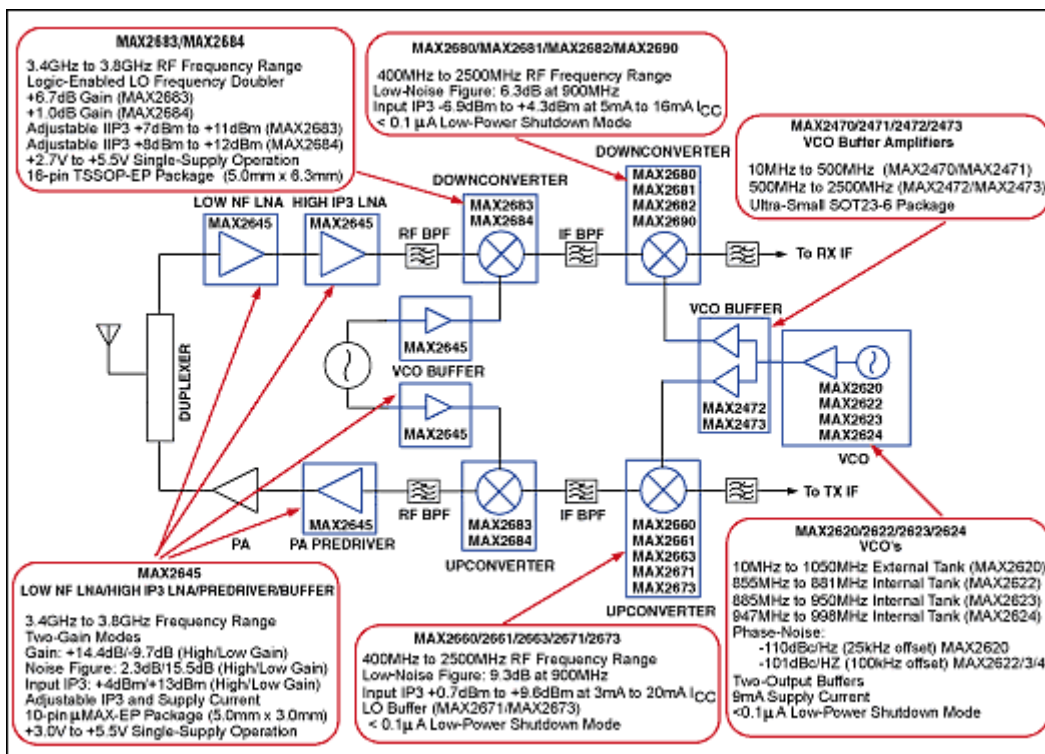 MAX2683/MAX2684
3.4GHz to 3.8GHz RF Frequency Range
Logic-Enabled LO Frequency Doubler
+6.7dB Gain (MAX2683)
+1.0dB Gain (MAX2684)
Adjustable IIP3 +7dBm to +11dBm (MAX2683)
Adjustable IIP3 +8dBm to +12dBm (MAX2684)
+2.7V to +5.5V Single-Supply Operation
16-pin TSSOP-EP Package (5.0mm x 6.3mm)
MAX2680/MAX2681/MAX2682/MAX2690
400MHz to 2500MHz RF Frequency Range
Low-Noise Figure: 6.3dB at 900MHz
Input IP3 -6.9dBm to +4.3dBm at 5mA to 16mA ICC
< 0.1 µA Low-Power Shutdown Mode
MAX2470/2471/2472/2473
VCO Buffer Amplifiers
10MHz to 500MHz (MAX2470/MAX2471)
500MHz to 2500MHz (MAX2472/MAX2473)
Ultra-Small SOT23-6 Package
LOW NF LNA
MAX2645
HIGH IP3 LNA
MAX2645
RF BPF
DOWNCONVERTER
MAX2683
MAX2684
IF BPF
DOWNCONVERTER
MAX2680
MAX2681
MAX2682
MAX2690
To RX IF
DUPLEXER
MAX2645
VCO BUFFER
MAX2645
VCO BUFFER
MAX2472
MAX2473
MAX2620
MAX2622
MAX2623
MAX2624
VCO
PA
MAX2645
PA PREDRIVER
RF BPF
MAX2683
MAX2684
UPCONVERTER
IF BPF
MAX2660
MAX2661
MAX2663
MAX2671
MAX2673
UPCONVERTER
To TX IF
MAX2645
LOW NF LNA/HIGH IP3 LNA/PREDRIVER/BUFFER
3.4GHz to 3.8GHz Frequency Range
Two-Gain Modes
Gain: +14.4dB/-9.7dB (High/Low Gain)
Noise Figure: 2.3dB/15.5dB (High/Low Gain)
Input IP3: +4dBm/+13dBm (High/Low Gain)
Adjustable IP3 and Supply Current
10-pin µMAX-EP Package (5.0mm x 3.0mm)
+3.0V to +5.5V Single-Supply Operation
MAX2660/2661/2663/2671/2673
400MHz to 2500MHz RF Frequency Range
Low-Noise Figure: 9.3dB at 900MHz
Input IP3 +0.7dBm to +9.6dBm at 3mA to 20mA ICC
LO Buffer (MAX2671/MAX2673)
< 0.1µA Low-Power Shutdown Mode
MAX2620/2622/2623/2624
VCO's
10MHz to 1050MHz External Tank (MAX2620)
855MHz to 881MHz Internal Tank (MAX2622)
885MHz to 950MHz Internal Tank (MAX2623)
947MHz to 998MHz Internal Tank (MAX2624)
Phase-Noise:
-110dBc/Hz (25kHz offset) MAX2620
-101dBc/HZ (100kHz offset) MAX2622/3/4
Two-Output Buffers
9mA Supply Current
<0.1µA Low-Power Shutdown Mode